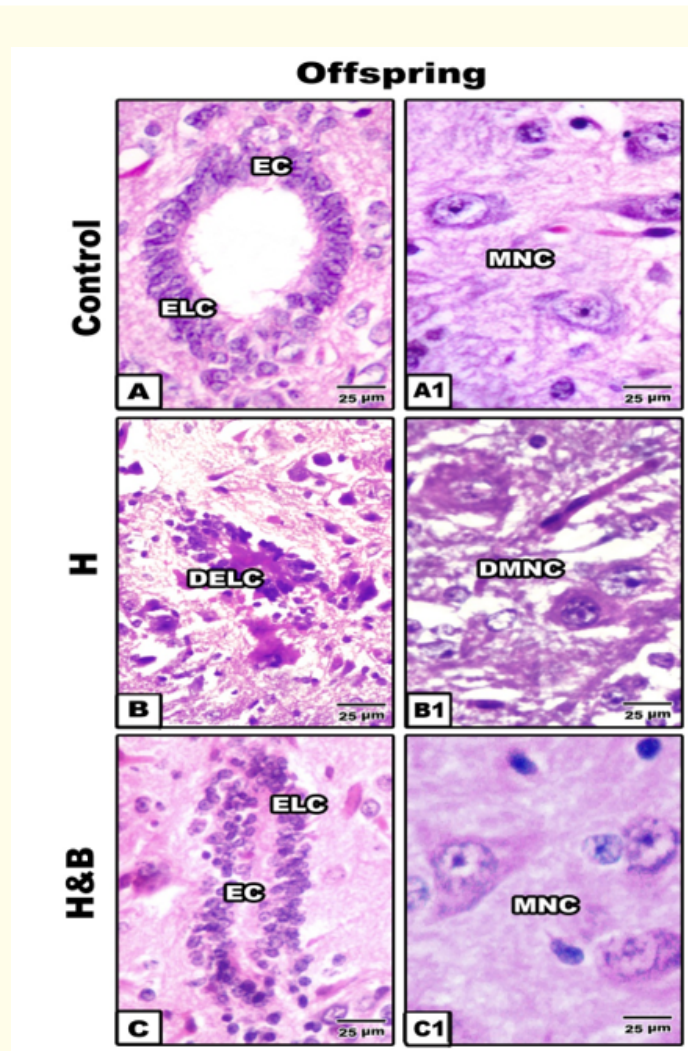 Offspring
Control
EC
ELC
A
25 µm
MNC
A1
25 µm
H
DELC
B
25 µm
DMNC
B1
25 µm
H&B
ELC
EC
C
25 µm
MNC
C1
25 µm